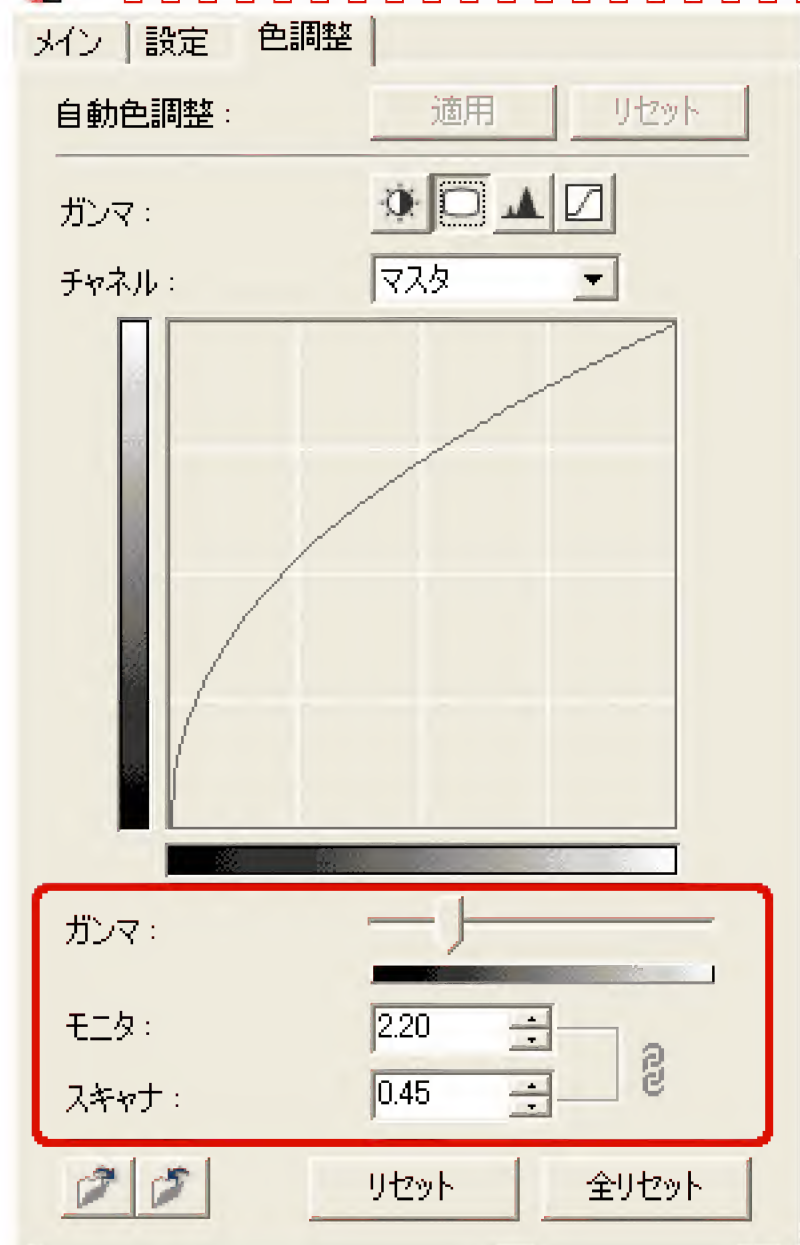 メイン 設定 色調整
自動色調整： 適用 リセット
ガンマ：
チャネル： マスタ
ガンマ：
モニタ： 2.20
スキャナ： 0.45
リセット 全リセット